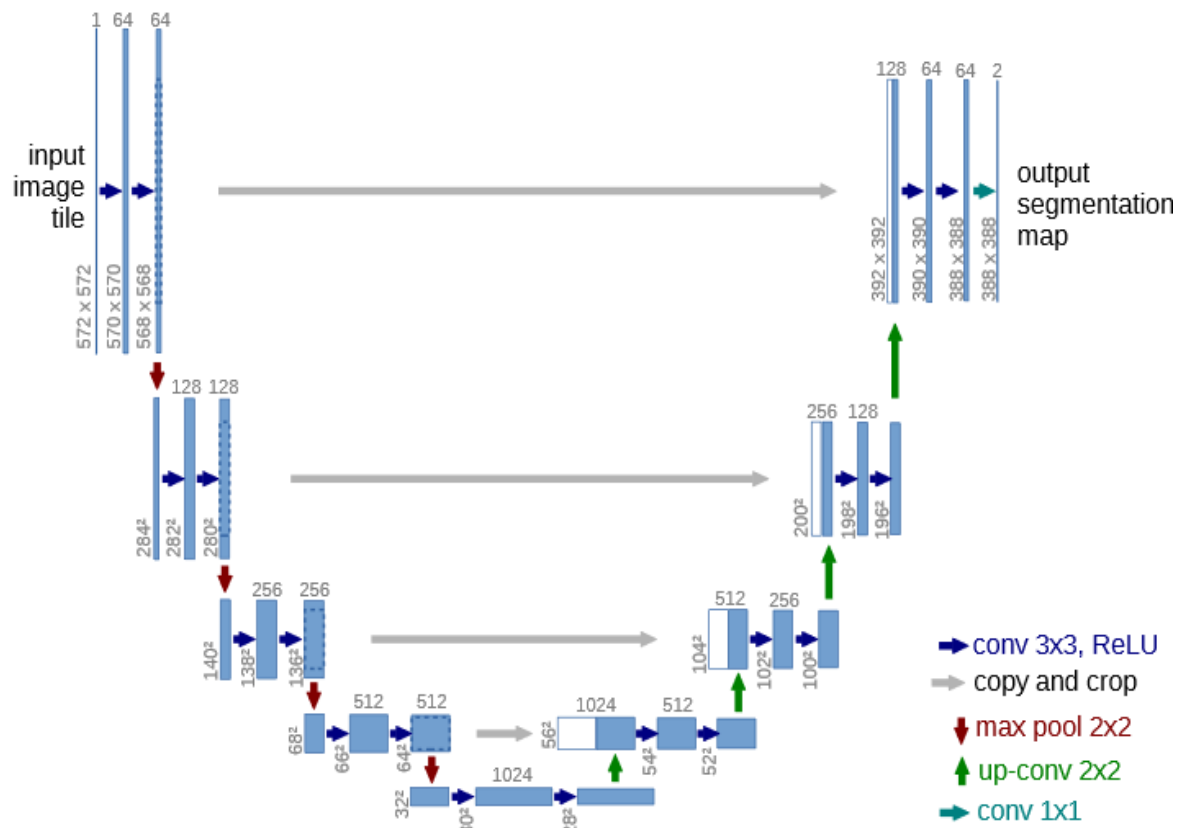 1 64 64
input
image
tile
572 x 572
570 x 570
568 x 568
128 64 64 2
output
segmentation
map
392 x 392
390 x 390
388 x 388
388 x 388
128 128
284²
282²
280²
256 128
200²
198²
196²
256 256
140²
138²
136²
512 256
104²
102²
100²
512 512
68²
66²
64²
1024 512
56²
54²
52²
1024
32²
30²
28²
conv 3x3, ReLU
copy and crop
max pool 2x2
up-conv 2x2
conv 1x1